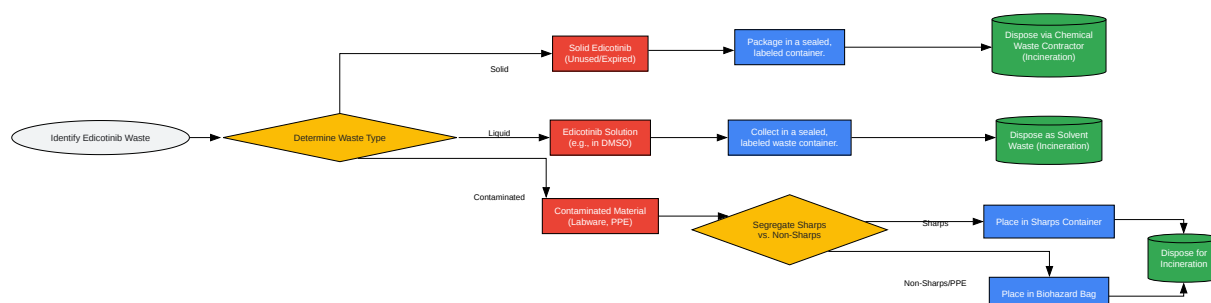 Identify Edicotinib Waste
Determine Waste Type
Solid
Solid Edicotinib
(Unused/Expired)
Package in a sealed,
labeled container.
Dispose via Chemical
Waste Contractor
(Incineration)
Liquid
Edicotinib Solution
(e.g., in DMSO)
Collect in a sealed,
labeled waste container.
Dispose as Solvent
Waste (Incineration)
Contaminated
Contaminated Material
(Labware, PPE)
Segregate Sharps
vs. Non-Sharps
Sharps
Place in Sharps Container
Non-Sharps/PPE
Place in Biohazard Bag
Dispose for
Incineration